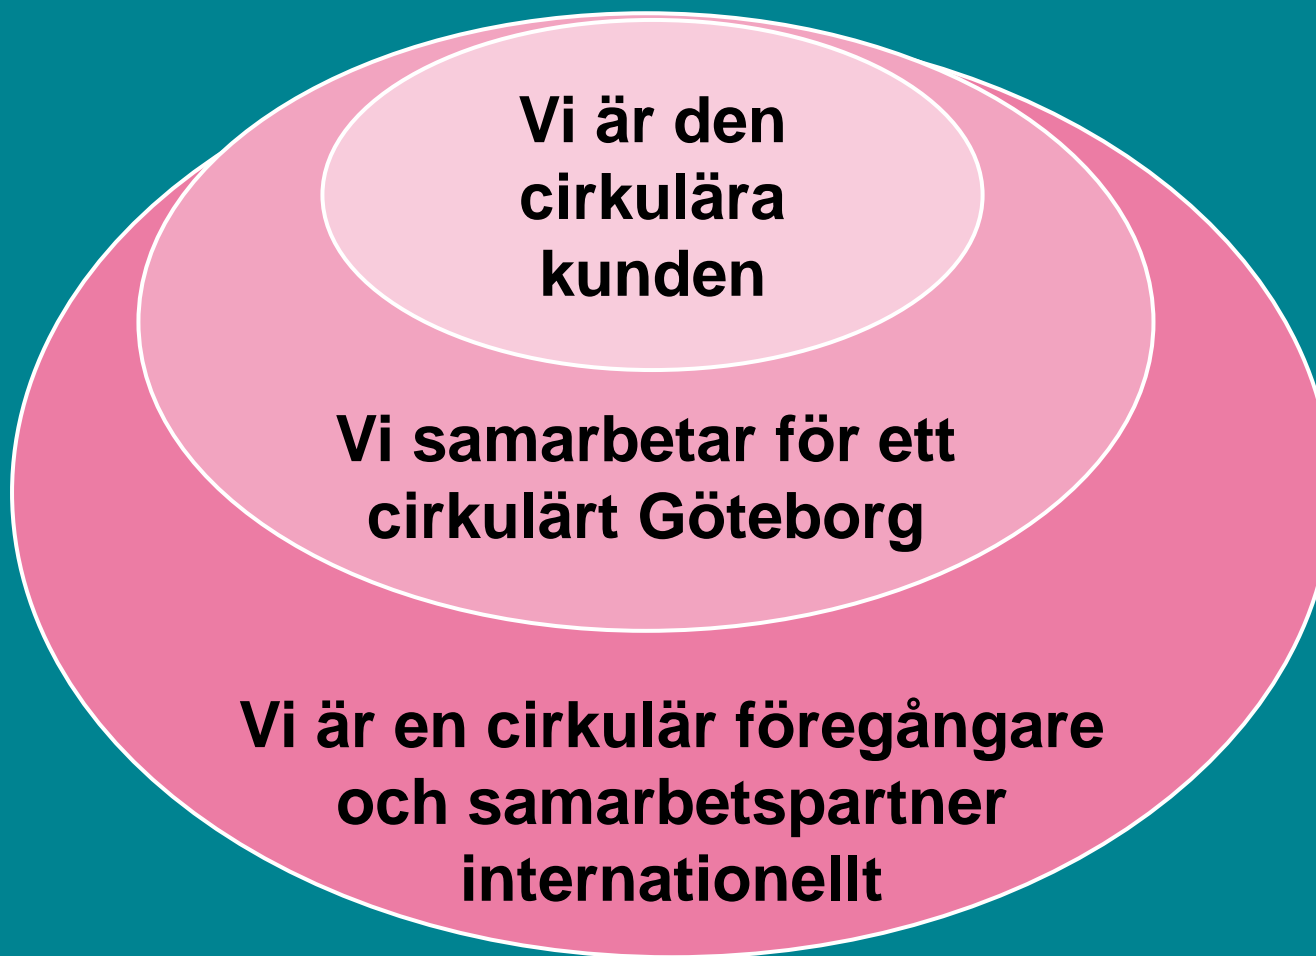 Vi är den
cirkulära
kunden
Vi samarbetar för ett
cirkulärt Göteborg
Vi är en cirkulär föregångare
och samarbetspartner
internationellt